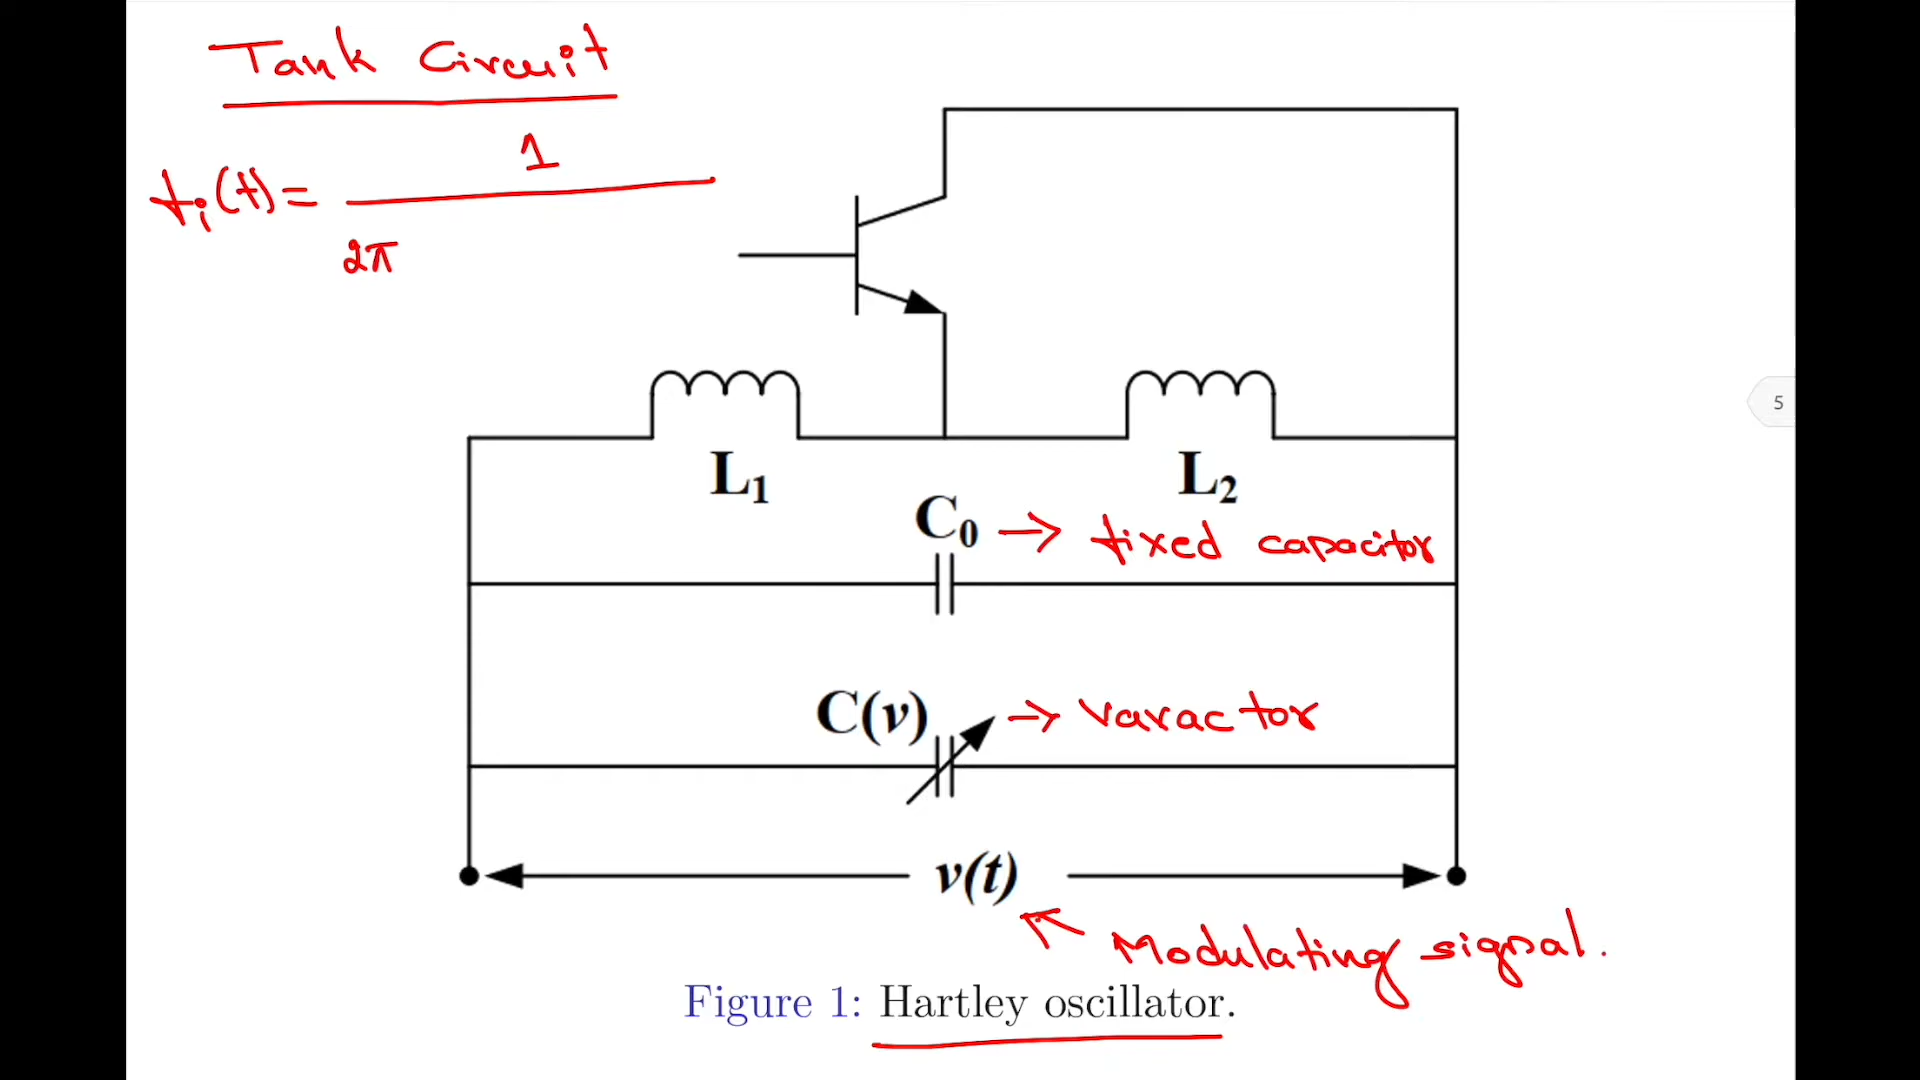 Tank Circuit
fi(t)= 1
2π
L1
L2
C0 → fixed capacitor
C(v) → varactor
v(t)
Modulating signal.
Figure 1: Hartley oscillator.
5